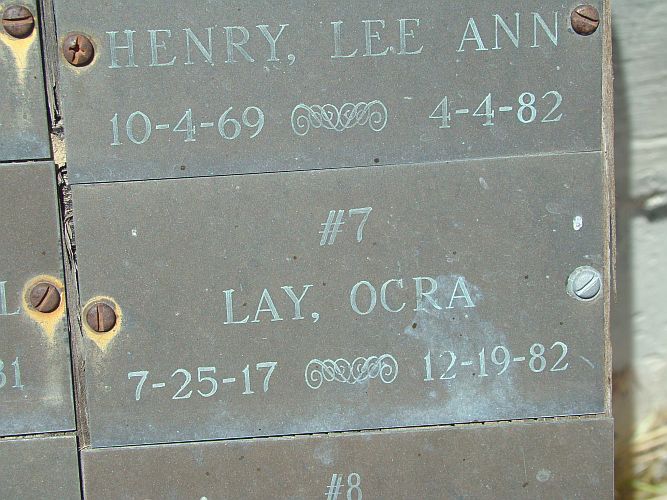 HENRY, LEE ANN
10-4-69 4-4-82
#7
LAY, OCRA
7-25-17 12-19-82
#8
L
31